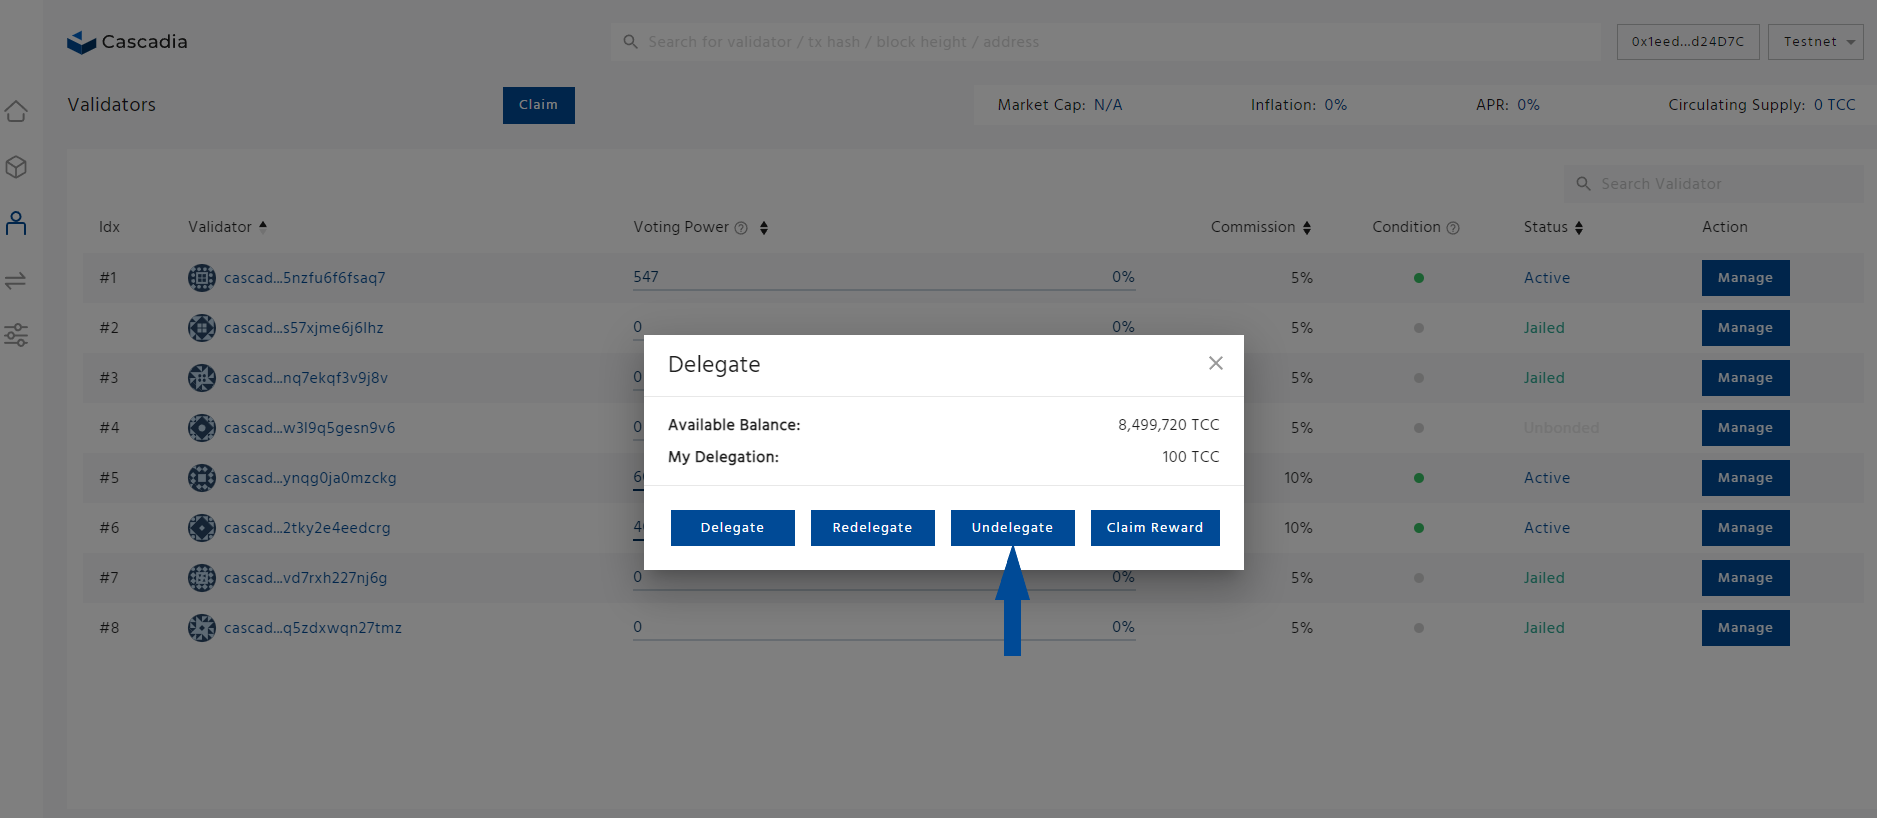 Cascadia
Search for validator / tx hash / block height / address
0x1eed...d24D7C
Testnet
Validators
Claim
Market Cap: N/A
Inflation: 0%
APR: 0%
Circulating Supply: 0 TCC
Search Validator
Idx Validator Voting Power Commission Condition Status Action
#1 cascad...5nzfu6f6fsaq7 547 0% 5% Active Manage
#2 cascad...s57xjme6j6lhz 0 0% 5% Jailed Manage
#3 cascad...nq7ekqf3v9j8v 0 5% Jailed Manage
#4 cascad...w3l9q5gesn9v6 0 5% Unbonded Manage
#5 cascad...ynqg0ja0mzckg 10% Active Manage
#6 cascad...2tky2e4eedcrg 10% Active Manage
#7 cascad...vd7rxh227nj6g 0 0% 5% Jailed Manage
#8 cascad...q5zdxwqn27tmz 0 0% 5% Jailed Manage
Delegate
Available Balance: 8,499,720 TCC
My Delegation: 100 TCC
Delegate
Redelegate
Undelegate
Claim Reward